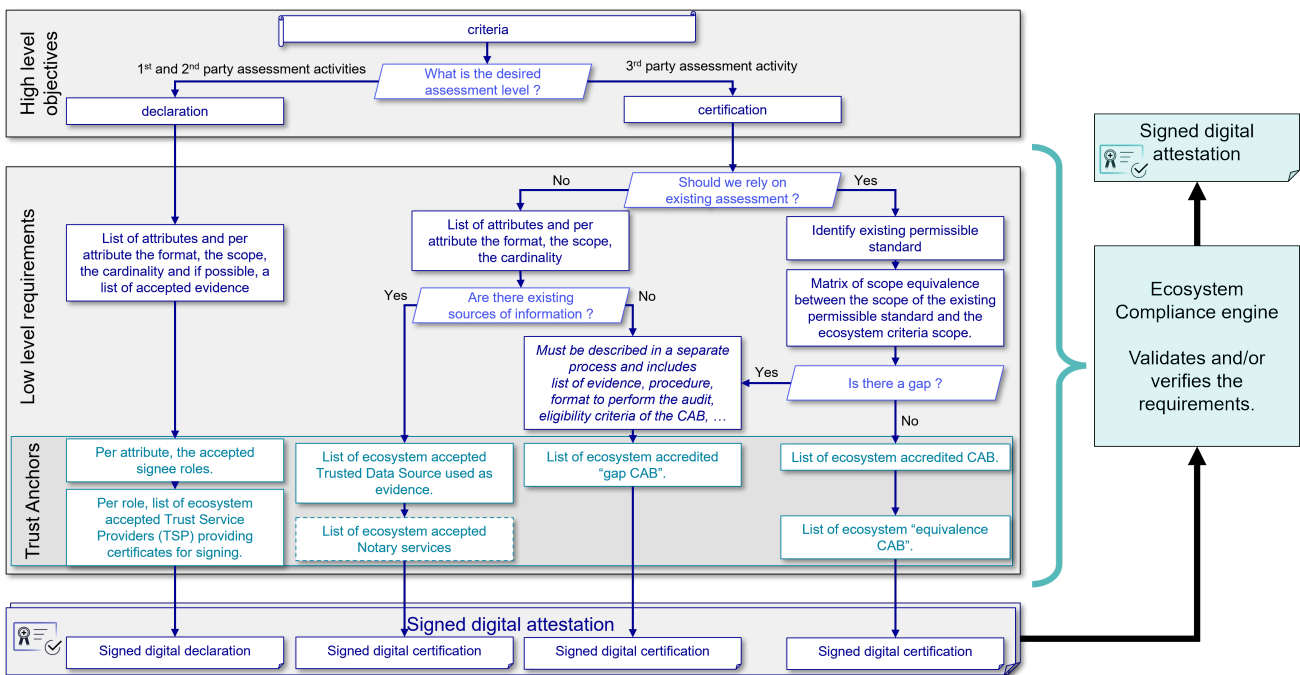 High level
objectives
criteria
1st and 2nd party assessment activities
What is the desired
assessment level ?
3rd party assessment activity
declaration
certification
Low level requirements
Should we rely on
existing assessment ?
No
Yes
List of attributes and per
attribute the format, the scope,
the cardinality and if possible, a
list of accepted evidence
List of attributes and per
attribute the format, the scope,
the cardinality
Identify existing permissible
standard
Matrix of scope equivalence
between the scope of the existing
permissible standard and the
ecosystem criteria scope.
Yes
Are there existing
sources of information ?
No
Must be described in a separate
process and includes
list of evidence, procedure,
format to perform the audit,
eligibility criteria of the CAB, …
Yes
Is there a gap ?
No
Trust Anchors
Per attribute, the accepted
signee roles.
Per role, list of ecosystem
accepted Trust Service
Providers (TSP) providing
certificates for signing.
List of ecosystem accepted
Trusted Data Source used as
evidence.
List of ecosystem accepted
Notary services
List of ecosystem accredited
“gap CAB”.
List of ecosystem accredited CAB.
List of ecosystem “equivalence
CAB”.
Signed digital attestation
Signed digital declaration
Signed digital certification
Signed digital certification
Signed digital certification
Signed digital
attestation
Ecosystem
Compliance engine
Validates and/or
verifies the
requirements.